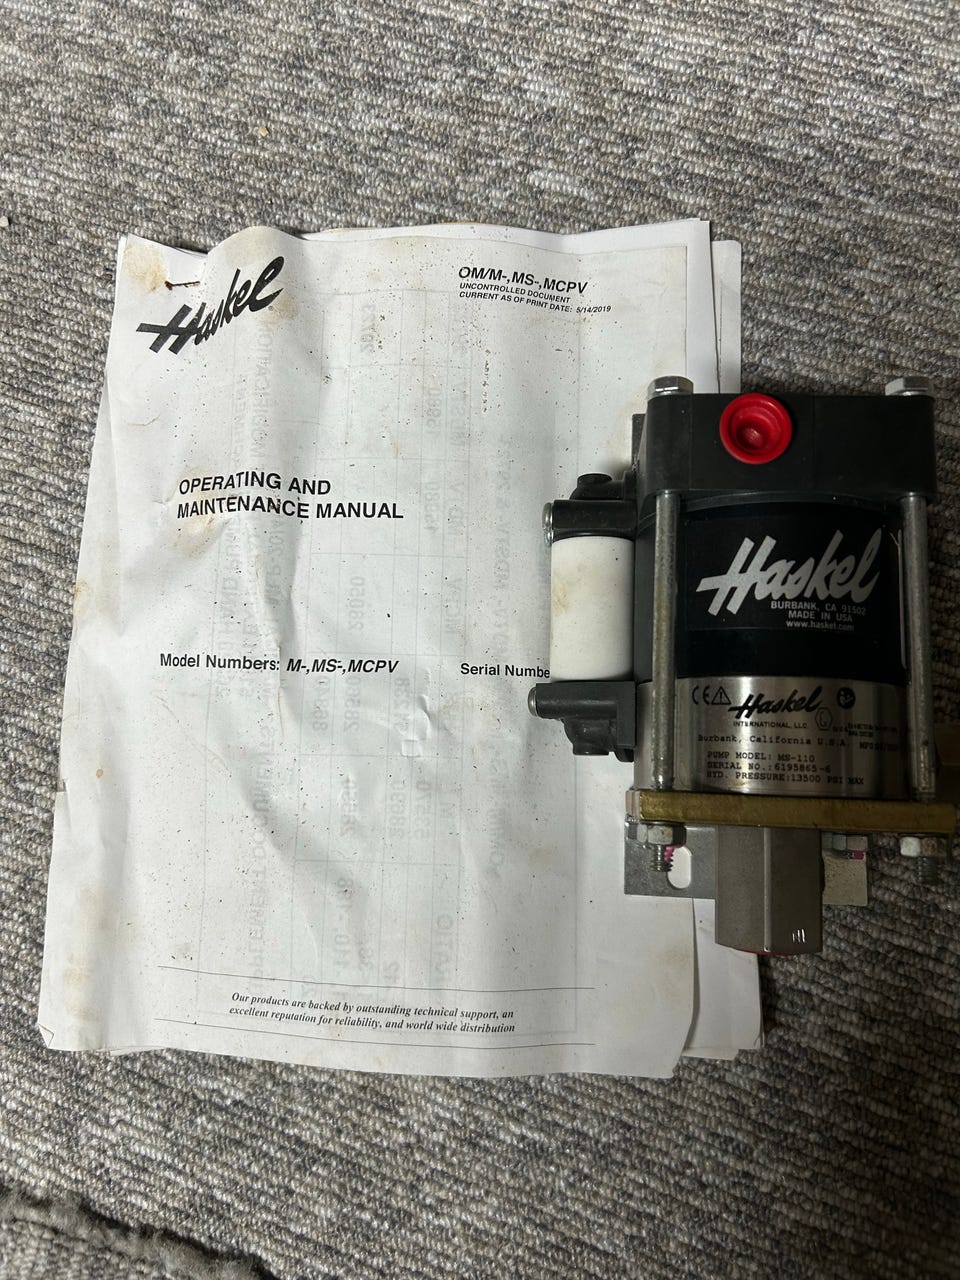 Haskel
OM/M-,MS-,MCPV
UNCONTROLLED DOCUMENT
CURRENT AS OF PRINT DATE: 5/14/2019
OPERATING AND
MAINTENANCE MANUAL
Model Numbers: M-,MS-,MCPV
Serial Numbe
Our products are backed by outstanding technical support, an
excellent reputation for reliability, and world wide distribution
Haskel
BURBANK, CA 91502
MADE IN USA
www.haskel.com
CE
Haskel
INTERNATIONAL, LLC.
Burbank, California U.S.A.
MFG
PUMP MODEL: MS-110
SERIAL NO.: 6195865-6
HYD. PRESSURE:13500 PSI MAX